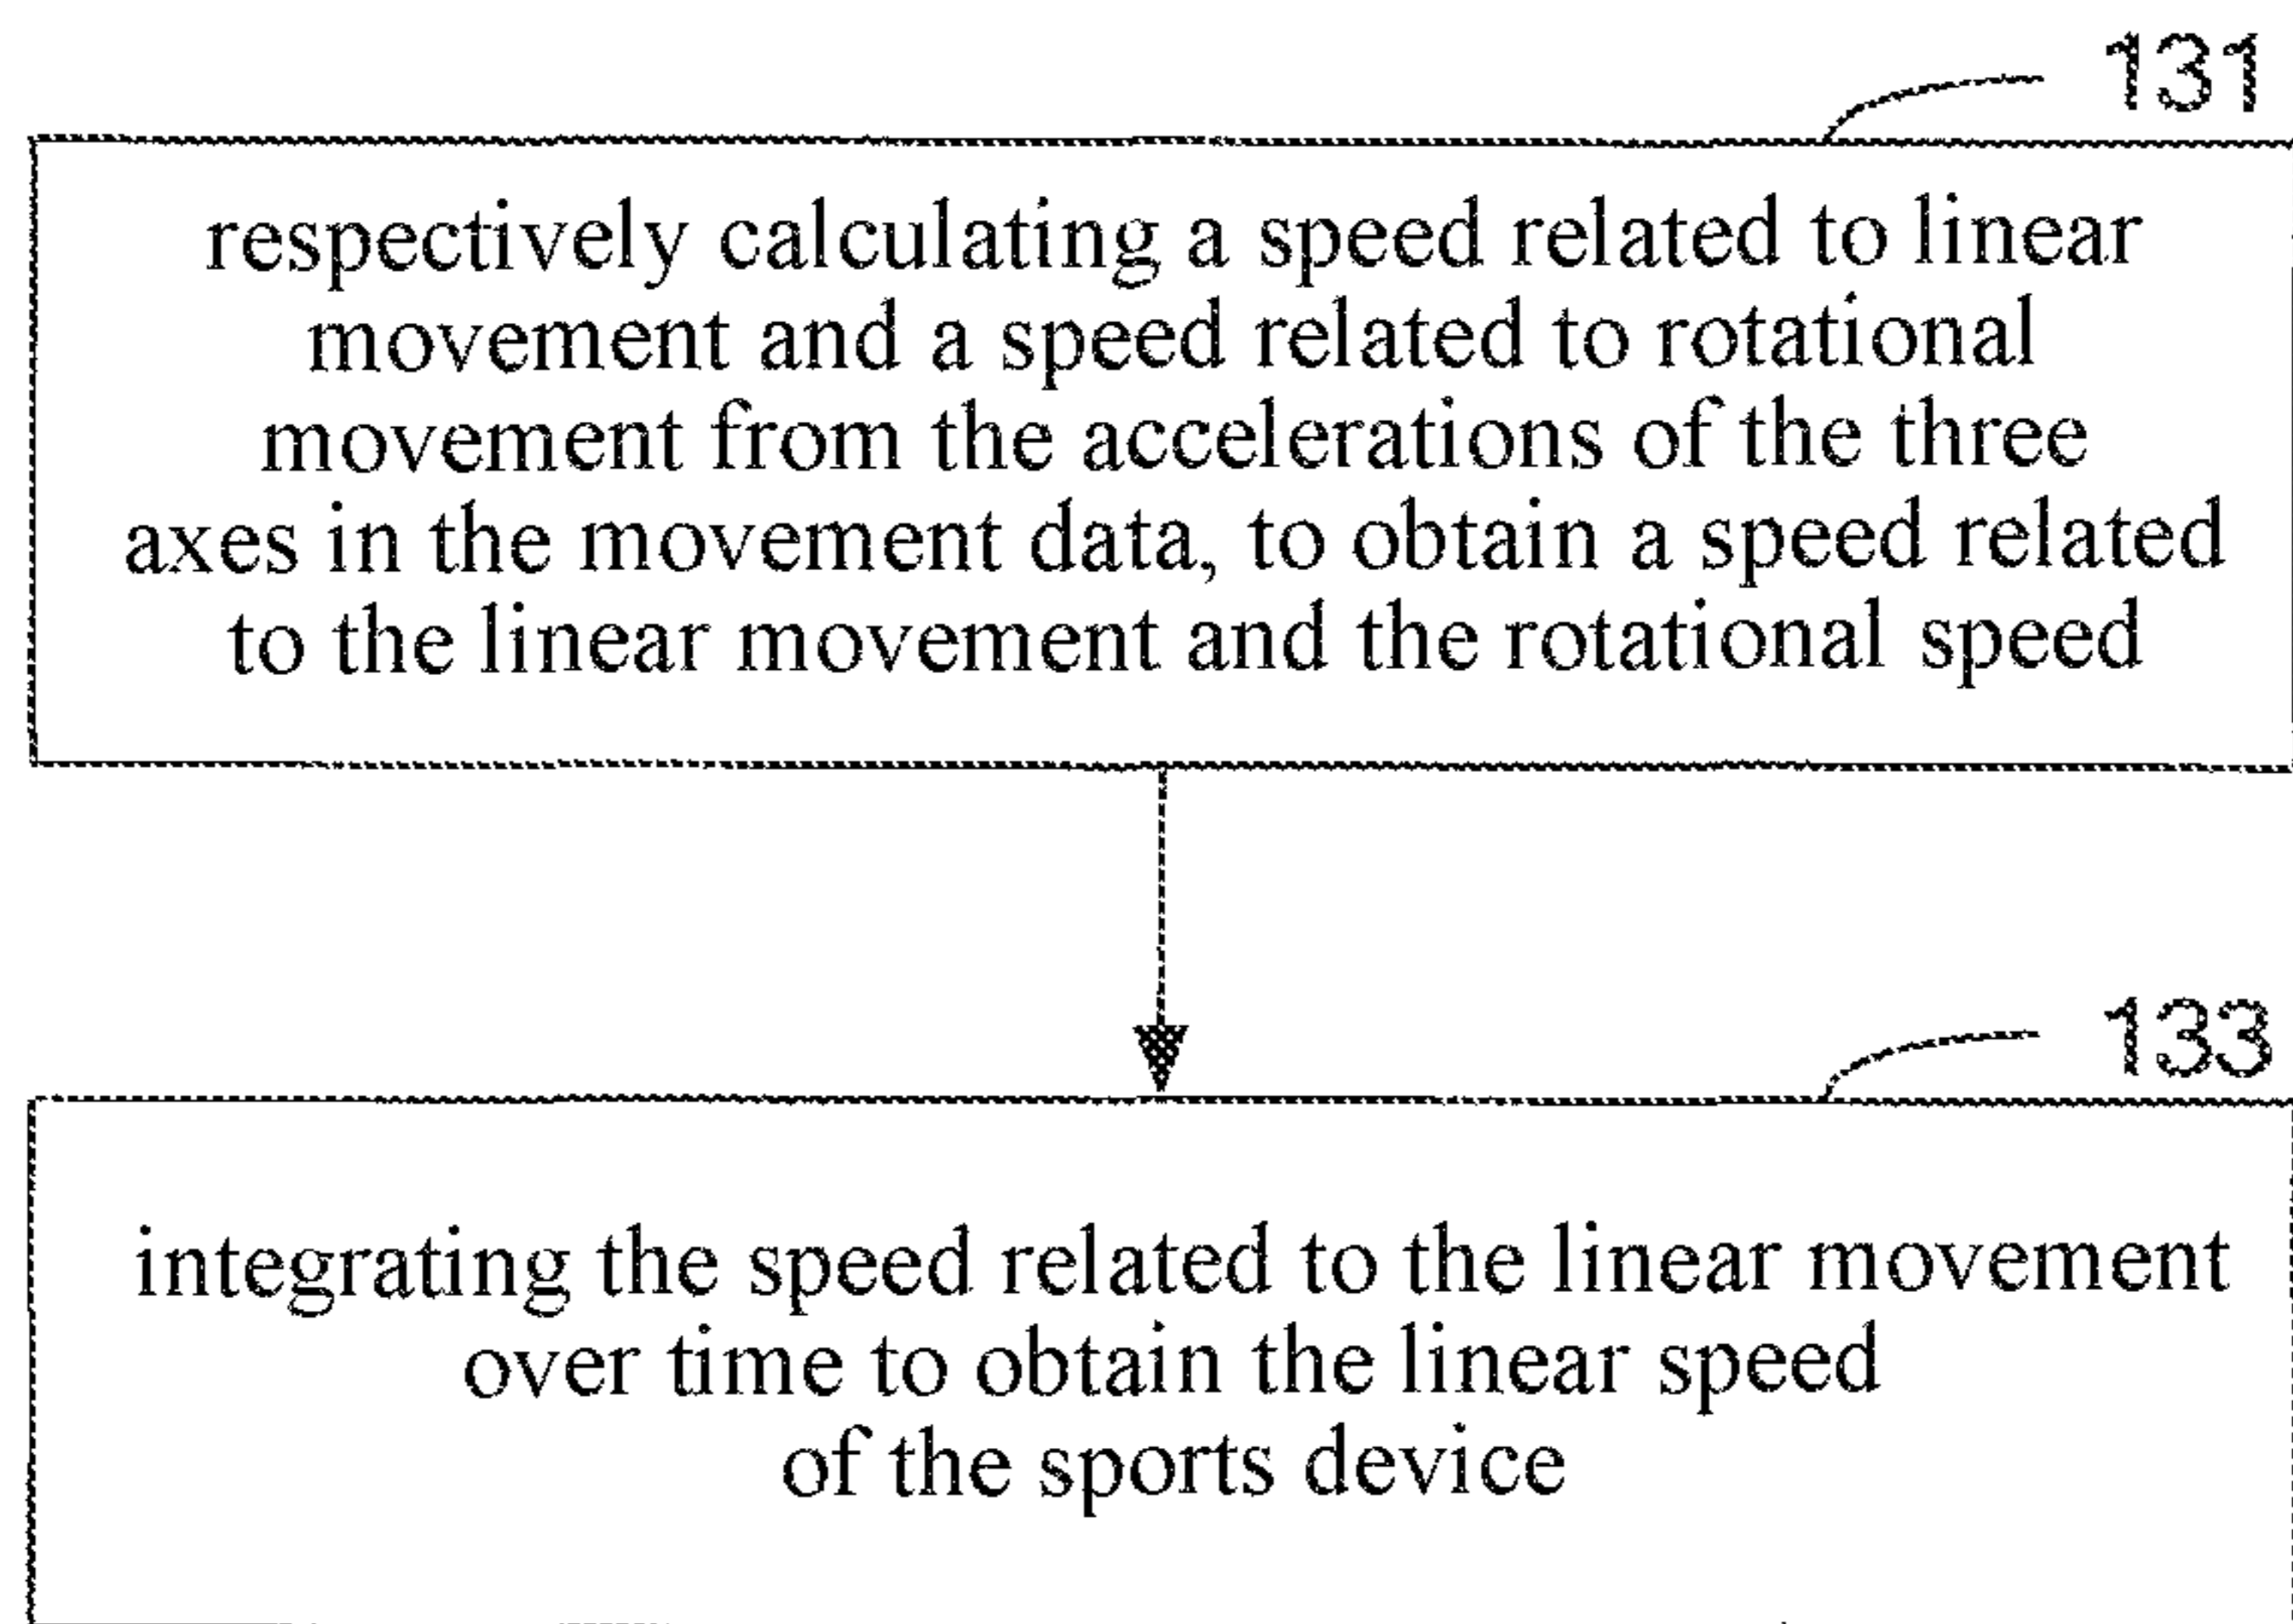 131
respectively calculating a speed related to linear
movement and a speed related to rotational
movement from the accelerations of the three
axes in the movement data, to obtain a speed related
to the linear movement and the rotational speed
133
integrating the speed related to the linear movement
over time to obtain the linear speed
of the sports device